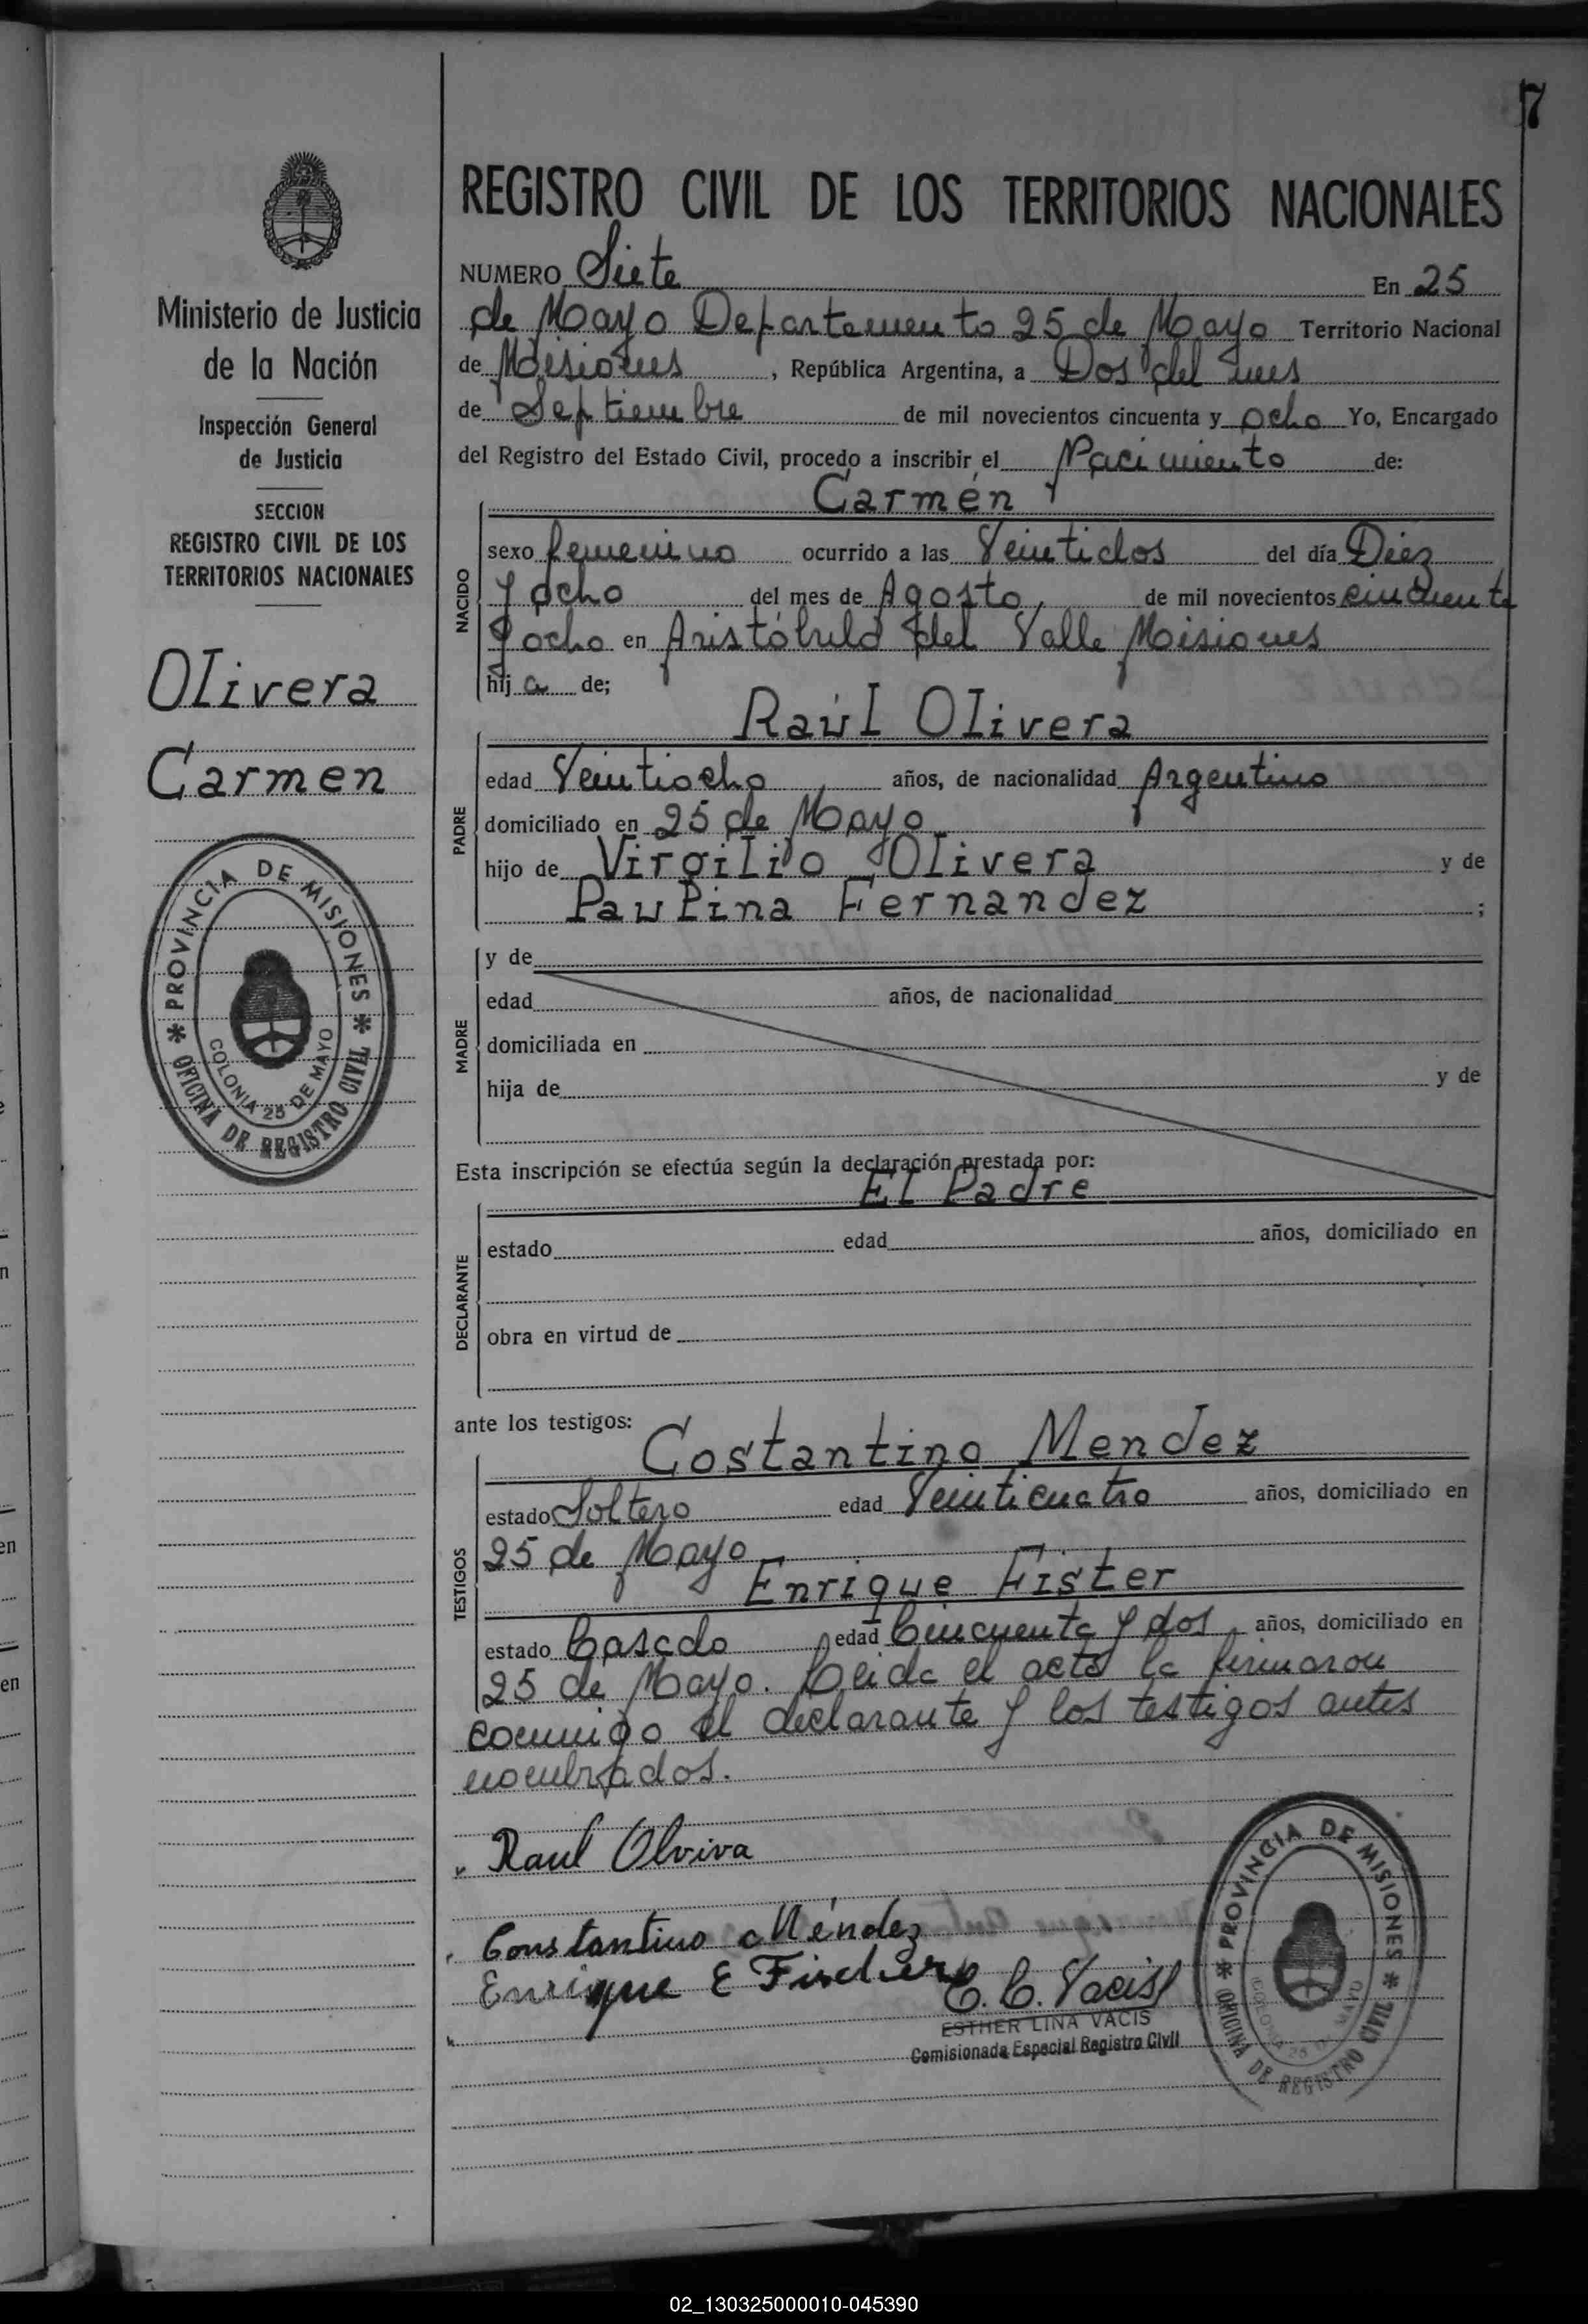 7
REGISTRO CIVIL DE LOS TERRITORIOS NACIONALES
NUMERO Siete En 25
de Mayo Departamento 25 de Mayo Territorio Nacional
de Misiones, República Argentina, a Dos del mes
de Septiembre de mil novecientos cincuenta y ocho Yo, Encargado
del Registro del Estado Civil, procedo a inscribir el Nacimiento de:
Carmén
NACIDO
sexo femenino ocurrido a las Veintidos del día Diez
y ocho del mes de Agosto de mil novecientos cincuenta
y ocho en Aristóbulo del Valle Misiones
hij a de;
Raúl Olivera
PADRE
edad Veintiocho años, de nacionalidad Argentino
domiciliado en 25 de Mayo
hijo de Virgilio Olivera y de
Paulina Fernandez ;
MADRE
y de
edad años, de nacionalidad
domiciliada en
hija de y de
Esta inscripción se efectúa según la declaración prestada por:
El Padre
DECLARANTE
estado edad años, domiciliado en
obra en virtud de
ante los testigos:
Costantino Mendez
TESTIGOS
estado Soltero edad Veinticuatro años, domiciliado en
25 de Mayo
Enrique Fister
estado Casado edad Cincuenta y dos años, domiciliado en
25 de Mayo. Leida el acta la firmaron
conmigo el declarante y los testigos antes
nombrados.
Raul Olviva
Constantino Méndez
Enrique E Fischer
E. L. Vacis
ESTHER LINA VACIS
Comisionada Especial Registro Civil
PROVINCIA DE MISIONES
OFICINA DE REGISTRO CIVIL
COLONIA 25 DE MAYO
Ministerio de Justicia
de la Nación
Inspección General
de Justicia
SECCION
REGISTRO CIVIL DE LOS
TERRITORIOS NACIONALES
Olivera
Carmen
PROVINCIA DE MISIONES
OFICINA DE REGISTRO CIVIL
COLONIA 25 DE MAYO
02_130325000010-045390